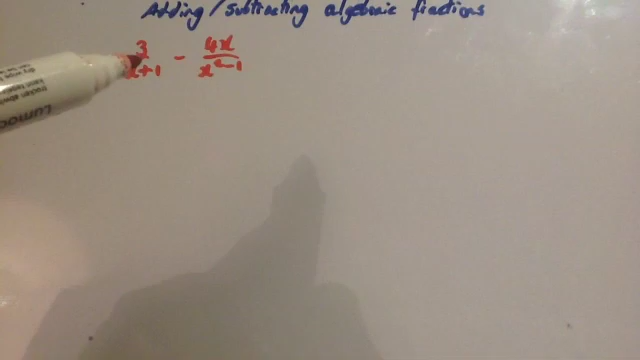 Adding/subtracting algebraic fractions
3/x+1 - 4x/x²-1